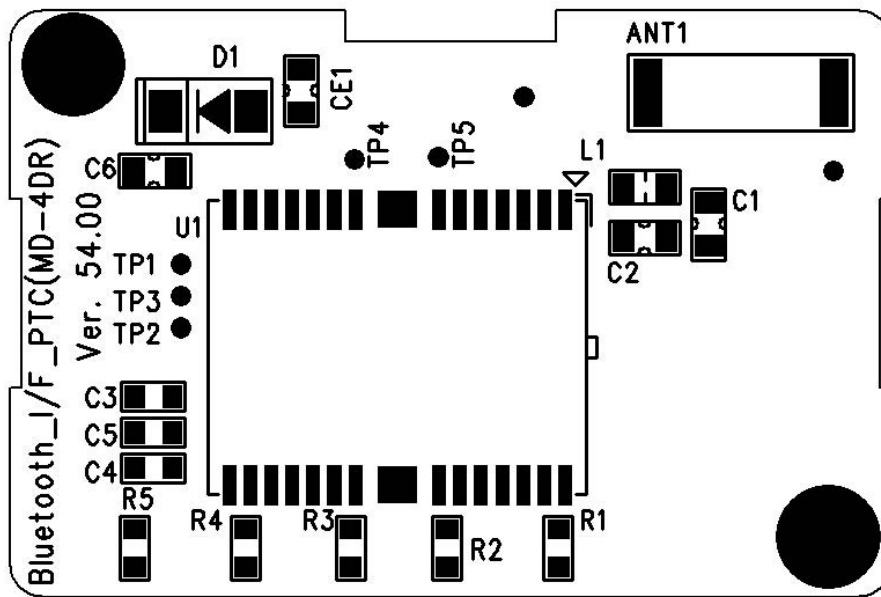 ANT1
D1
CE1
TP4
TP5
L1
C6
C1
U1
C2
TP1
TP3
TP2
Bluetooth_I/F_PTC(MD-4DR)
Ver. 54.00
C3
C5
C4
R5
R4
R3
R2
R1